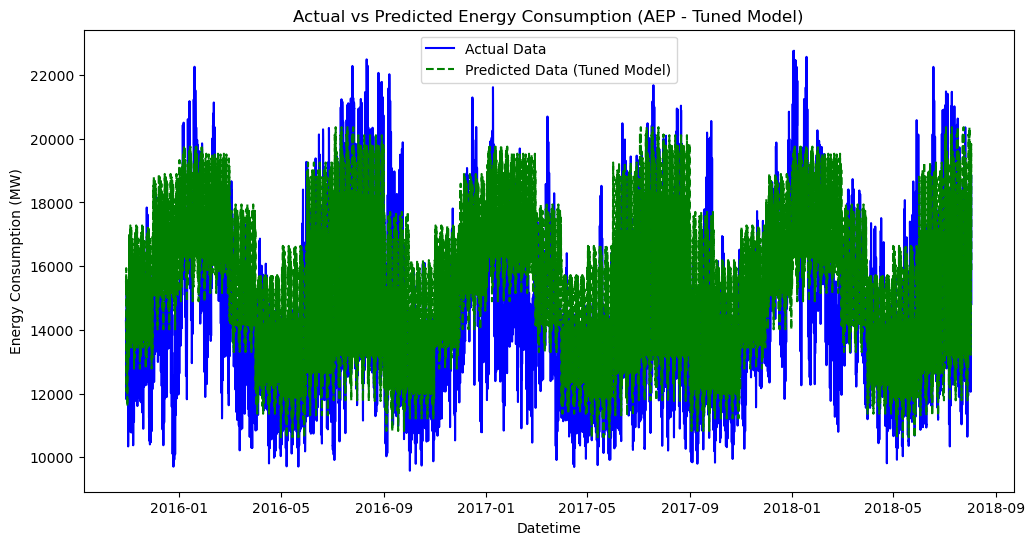 Actual vs Predicted Energy Consumption (AEP - Tuned Model)
Actual Data
Predicted Data (Tuned Model)
Energy Consumption (MW)
22000
20000
18000
16000
14000
12000
10000
2016-01 2016-05 2016-09 2017-01 2017-05 2017-09 2018-01 2018-05 2018-09
Datetime